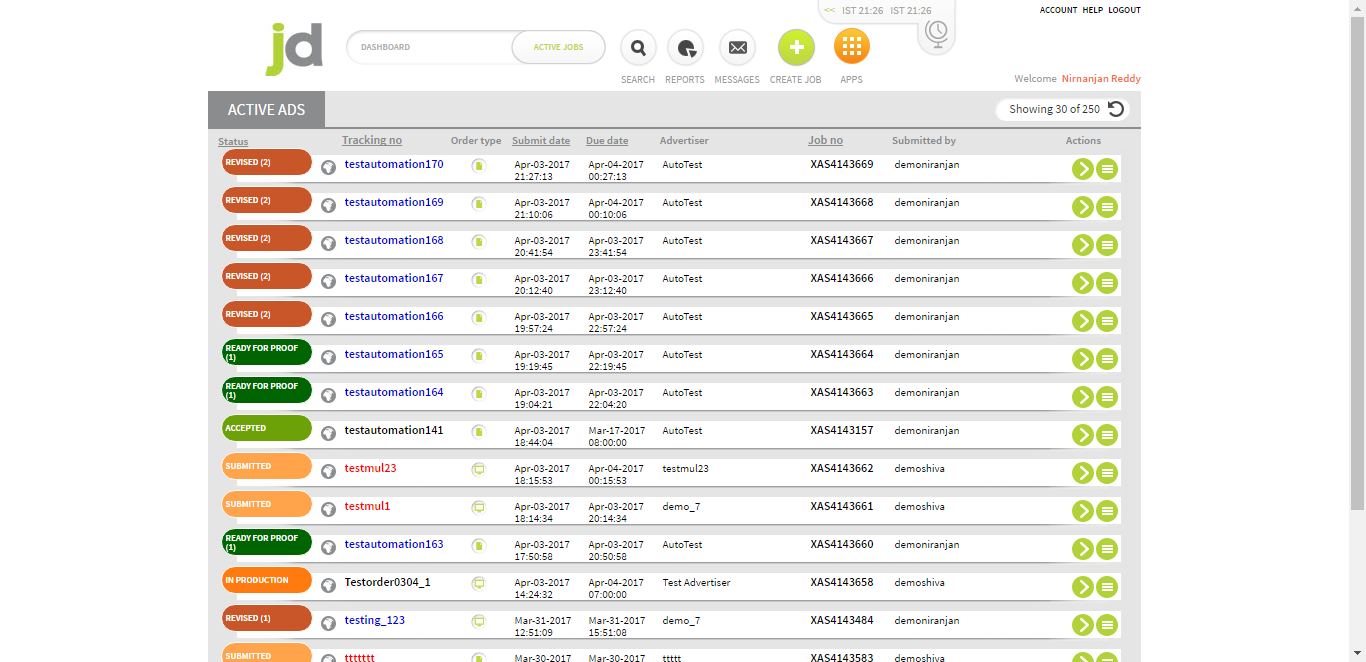 << IST 21:26 IST 21:26
ACCOUNT HELP LOGOUT
jd
DASHBOARD ACTIVE JOBS
SEARCH REPORTS MESSAGES CREATE JOB APPS
Welcome Nirnanjan Reddy
ACTIVE ADS
Showing 30 of 250
Status Tracking no Order type Submit date Due date Advertiser Job no Submitted by Actions
REVISED (2) testautomation170 Apr-03-2017 Apr-04-2017 AutoTest XAS4143669 demoniranjan
21:27:13 00:27:13
REVISED (2) testautomation169 Apr-03-2017 Apr-04-2017 AutoTest XAS4143668 demoniranjan
21:10:06 00:10:06
REVISED (2) testautomation168 Apr-03-2017 Apr-03-2017 AutoTest XAS4143667 demoniranjan
20:41:54 23:41:54
REVISED (2) testautomation167 Apr-03-2017 Apr-03-2017 AutoTest XAS4143666 demoniranjan
20:12:40 23:12:40
REVISED (2) testautomation166 Apr-03-2017 Apr-03-2017 AutoTest XAS4143665 demoniranjan
19:57:24 22:57:24
READY FOR PROOF testautomation165 Apr-03-2017 Apr-03-2017 AutoTest XAS4143664 demoniranjan
(1) 19:19:45 22:19:45
READY FOR PROOF testautomation164 Apr-03-2017 Apr-03-2017 AutoTest XAS4143663 demoniranjan
(1) 19:04:21 22:04:20
ACCEPTED testautomation141 Apr-03-2017 Mar-17-2017 AutoTest XAS4143157 demoniranjan
18:44:04 08:00:00
SUBMITTED testmul23 Apr-03-2017 Apr-04-2017 testmul23 XAS4143662 demoshiva
18:15:53 00:15:53
SUBMITTED testmul1 Apr-03-2017 Apr-03-2017 demo_7 XAS4143661 demoshiva
18:14:34 20:14:34
READY FOR PROOF testautomation163 Apr-03-2017 Apr-03-2017 AutoTest XAS4143660 demoniranjan
(1) 17:50:58 20:50:58
IN PRODUCTION Testorder0304_1 Apr-03-2017 Apr-04-2017 Test Advertiser XAS4143658 demoshiva
14:24:32 07:00:00
REVISED (1) testing_123 Mar-31-2017 Mar-31-2017 demo_7 XAS4143484 demoshiva
12:51:09 15:51:08
SUBMITTED ttttttt Mar-30-2017 Mar-30-2017 ttttt XAS4143583 demoshiva